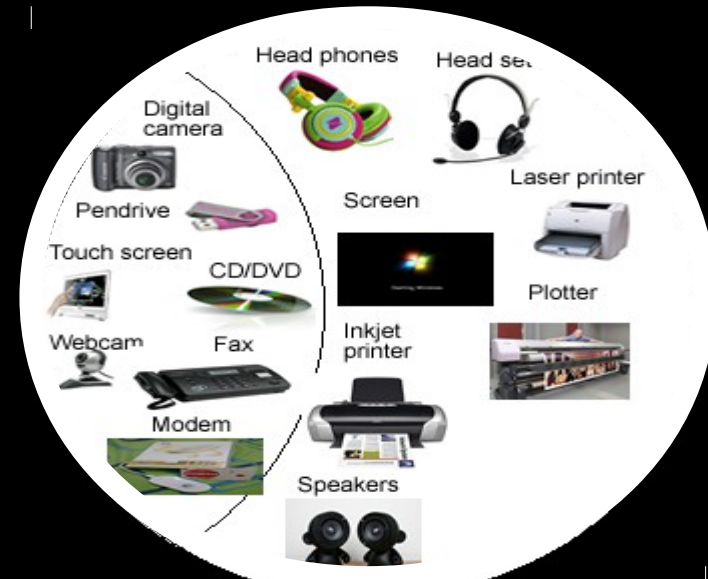 Head phones
Head set
Digital
camera
Laser printer
Pendrive
Screen
Touch screen
CD/DVD
Plotter
Webcam
Fax
Inkjet
printer
Modem
Speakers